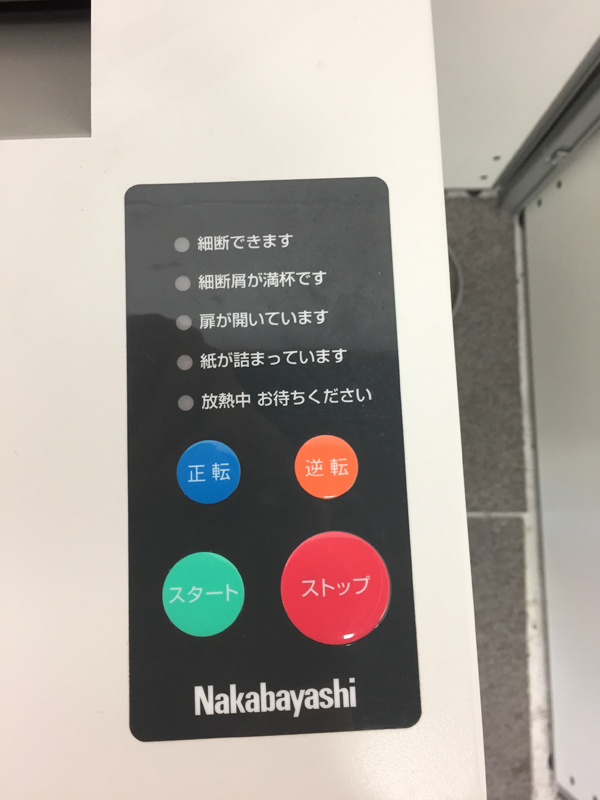 細断できます
細断屑が満杯です
扉が開いています
紙が詰まっています
放熱中 お待ちください
正転
逆転
スタート
ストップ
Nakabayashi